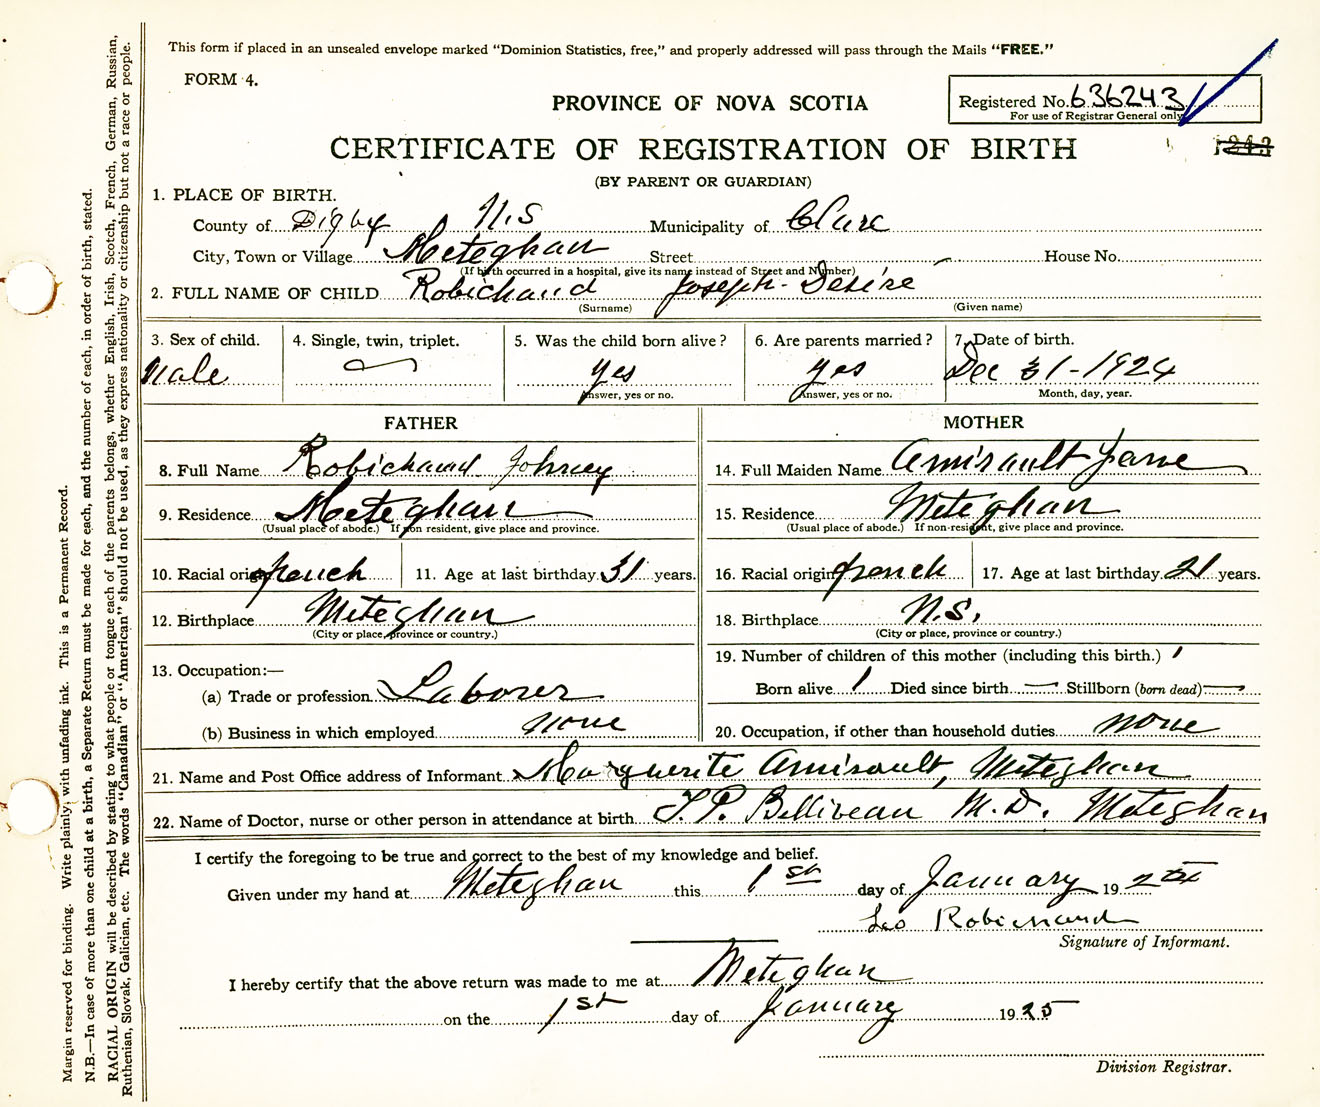 This form if placed in an unsealed envelope marked “Dominion Statistics, free,” and properly addressed will pass through the Mails “FREE.”
FORM 4.
Registered No. 636243
For use of Registrar General only
PROVINCE OF NOVA SCOTIA
CERTIFICATE OF REGISTRATION OF BIRTH
(BY PARENT OR GUARDIAN)
1. PLACE OF BIRTH.
County of Digby N.S Municipality of Clare
City, Town or Village Meteghan Street House No.
(If birth occurred in a hospital, give its name instead of Street and Number)
2. FULL NAME OF CHILD Robichaud Joseph-Desiré
(Surname) (Given name)
3. Sex of child. 4. Single, twin, triplet. 5. Was the child born alive? 6. Are parents married? 7. Date of birth.
Male yes yes Dec 31-1924
Answer, yes or no. Answer, yes or no. Month, day, year.
FATHER MOTHER
8. Full Name Robichaud Johnny 14. Full Maiden Name Amirault Jane
9. Residence Meteghan 15. Residence Meteghan
(Usual place of abode.) If non resident, give place and province. (Usual place of abode.) If non-resident, give place and province.
10. Racial origin french 11. Age at last birthday 31 years. 16. Racial origin french 17. Age at last birthday 21 years.
12. Birthplace Meteghan 18. Birthplace N.S.
(City or place, province or country.) (City or place, province or country.)
13. Occupation:— 19. Number of children of this mother (including this birth.) 1
(a) Trade or profession Laborer Born alive 1 Died since birth — Stillborn (born dead) —
(b) Business in which employed none 20. Occupation, if other than household duties none
21. Name and Post Office address of Informant Marguerite Amirault, Meteghan
22. Name of Doctor, nurse or other person in attendance at birth J.P. Belliveau M.D. Meteghan
I certify the foregoing to be true and correct to the best of my knowledge and belief.
Given under my hand at Meteghan this 1st day of January 1925
Leo Robichaud
Signature of Informant.
I hereby certify that the above return was made to me at Meteghan
on the 1st day of January 1925
Division Registrar.
Margin reserved for binding. Write plainly, with unfading ink. This is a Permanent Record.
N.B.—In case of more than one child at a birth, a Separate Return must be made for each, and the number of each, in order of birth, stated.
RACIAL ORIGIN will be described by stating to what people or tongue each of the parents belongs, whether English, Irish, Scotch, French, German, Russian,
Ruthenian, Slovak, Galician, etc. The words “Canadian” or “American” should not be used, as they express nationality or citizenship but not a race or people.